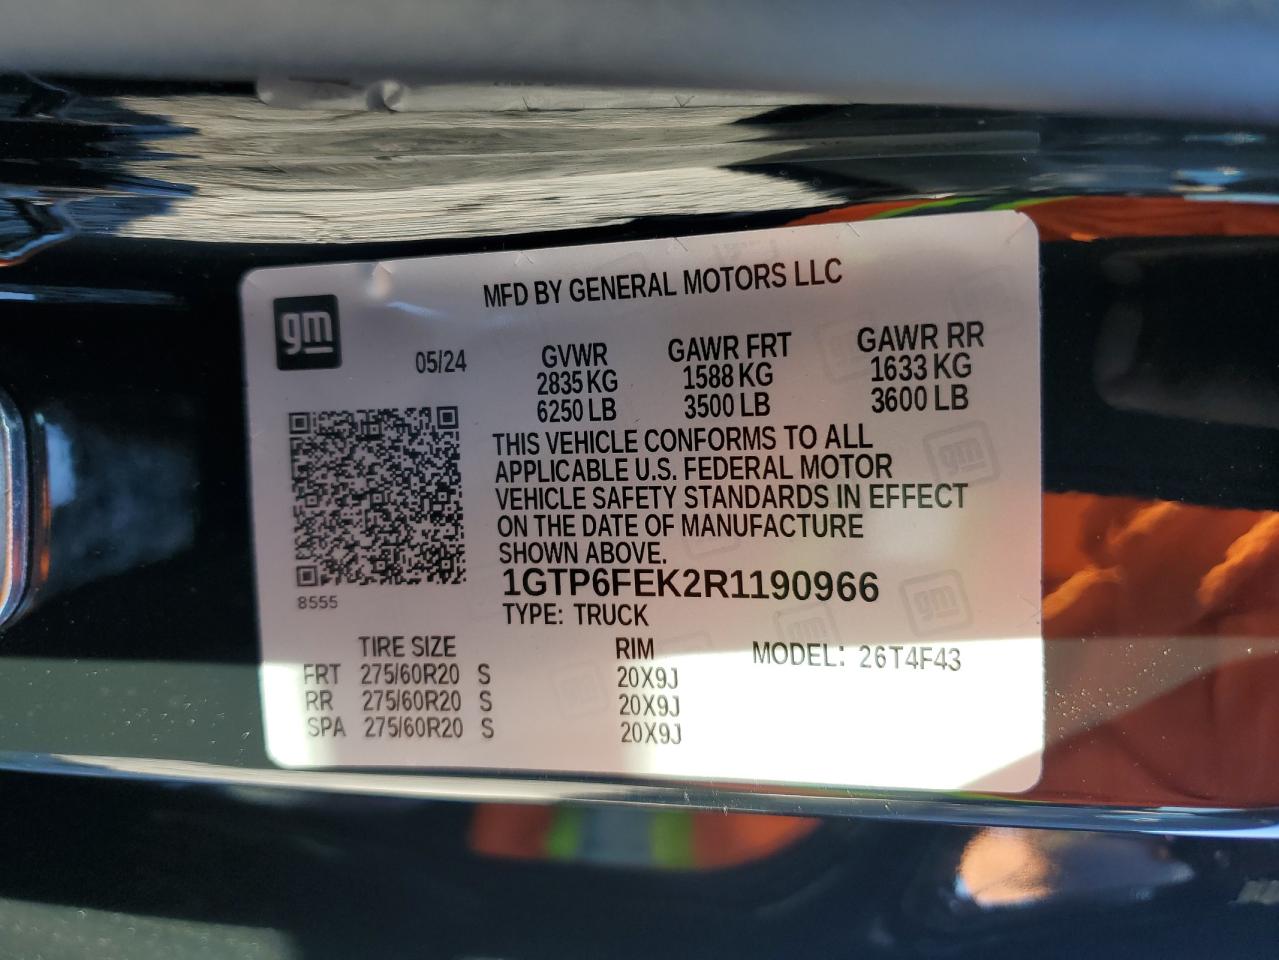 MFD BY GENERAL MOTORS LLC
gm
05/24 GVWR GAWR FRT GAWR RR
2835 KG 1588 KG 1633 KG
6250 LB 3500 LB 3600 LB
THIS VEHICLE CONFORMS TO ALL
APPLICABLE U.S. FEDERAL MOTOR
VEHICLE SAFETY STANDARDS IN EFFECT
ON THE DATE OF MANUFACTURE
SHOWN ABOVE.
1GTP6FEK2R1190966
8555
TYPE: TRUCK
TIRE SIZE RIM MODEL: 26T4F43
FRT 275/60R20 S 20X9J
RR 275/60R20 S 20X9J
SPA 275/60R20 S 20X9J